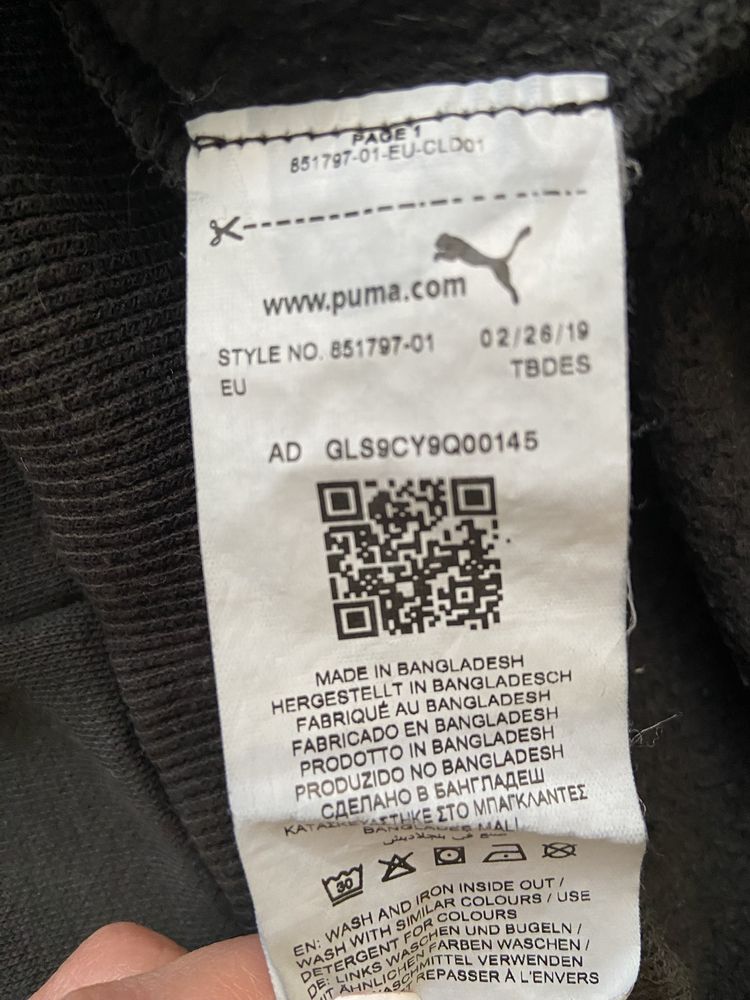 PAGE 1
851797-01-EU-CLD01
www.puma.com
STYLE NO. 851797-01 02/26/19
EU TBDES
AD GLS9CY9Q00145
MADE IN BANGLADESH
HERGESTELLT IN BANGLADESCH
FABRIQUÉ AU BANGLADESH
FABRICADO EN BANGLADESH
PRODOTTO IN BANGLADESH
PRODUZIDO NO BANGLADESH
СДЕЛАНО В БАНГЛАДЕШ
ΣΤΟ ΜΠΑΓΚΛΑΝΤΕΣ
MALI
30
EN: WASH AND IRON INSIDE OUT /
WASH WITH SIMILAR COLOURS / USE
DETERGENT FOR COLOURS
DE: LINKS WASCHEN UND BUGELN /
MIT ÄHNLICHEN FARBEN WASCHEN /
VERWENDEN
REPASSER À L'ENVERS